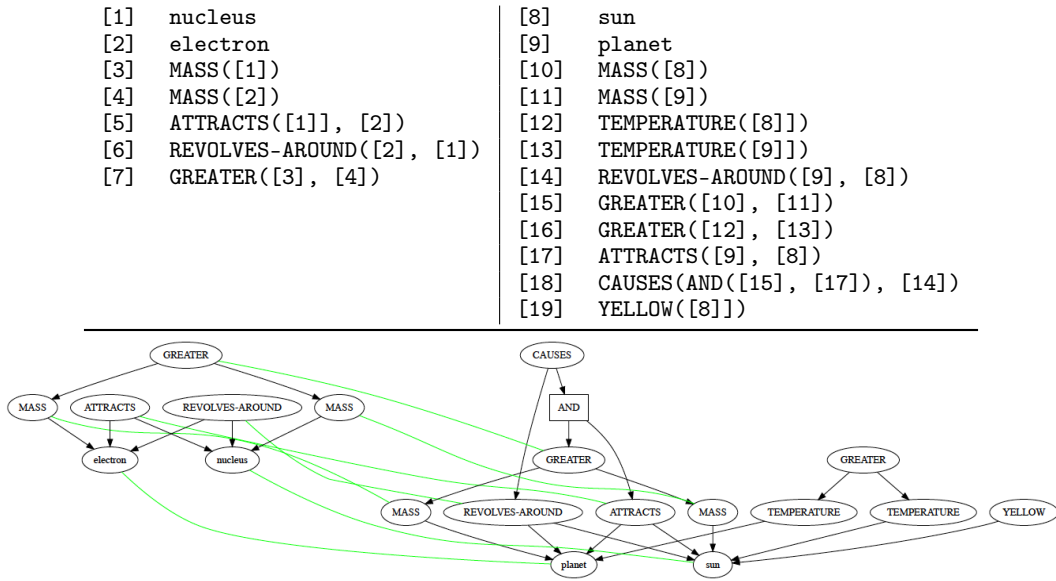 [1] nucleus
[2] electron
[3] MASS([1])
[4] MASS([2])
[5] ATTRACTS([1]], [2])
[6] REVOLVES-AROUND([2], [1])
[7] GREATER([3], [4])
[8] sun
[9] planet
[10] MASS([8])
[11] MASS([9])
[12] TEMPERATURE([8]])
[13] TEMPERATURE([9]])
[14] REVOLVES-AROUND([9], [8])
[15] GREATER([10], [11])
[16] GREATER([12], [13])
[17] ATTRACTS([9], [8])
[18] CAUSES(AND([15], [17]), [14])
[19] YELLOW([8]])
GREATER
CAUSES
MASS
ATTRACTS
REVOLVES-AROUND
MASS
AND
electron
nucleus
GREATER
GREATER
MASS
REVOLVES-AROUND
ATTRACTS
MASS
TEMPERATURE
TEMPERATURE
YELLOW
planet
sun